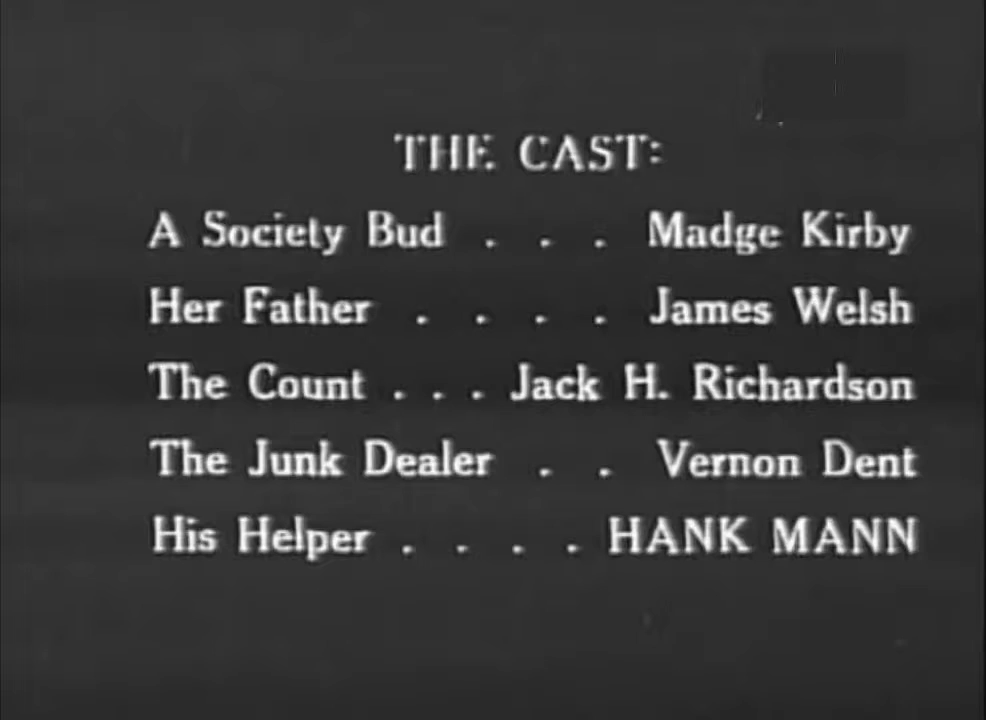 THE CAST:
A Society Bud . . . Madge Kirby
Her Father . . . . James Welsh
The Count . . . Jack H. Richardson
The Junk Dealer . . Vernon Dent
His Helper . . . . HANK MANN